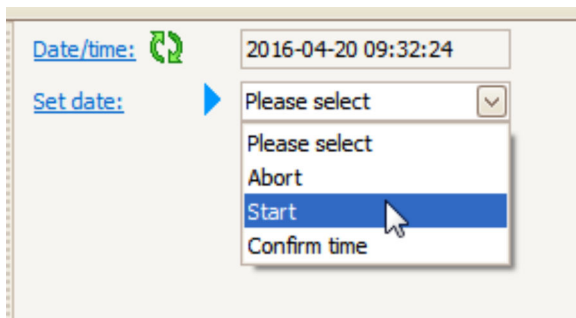 Date/time: 2016-04-20 09:32:24
Set date: Please select
Please select
Abort
Start
Confirm time